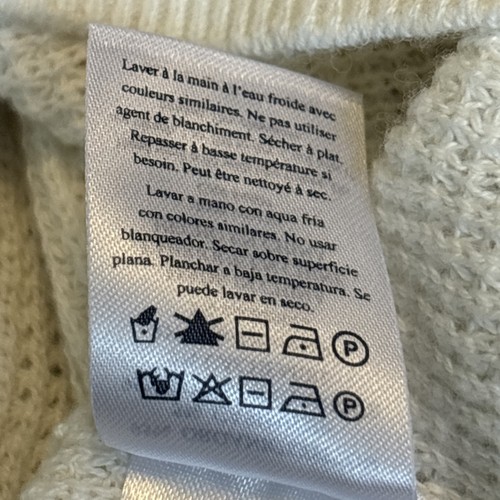 Laver à la main à l'eau froide avec
couleurs similaires. Ne pas utiliser
agent de blanchiment. Sécher à plat.
Repasser à basse température si
besoin. Peut être nettoyé à sec.
Lavar a mano con aqua fria
con colores similares. No usar
blanqueador. Secar sobre superficie
plana. Planchar a baja temperatura. Se
puede lavar en seco.
P
P